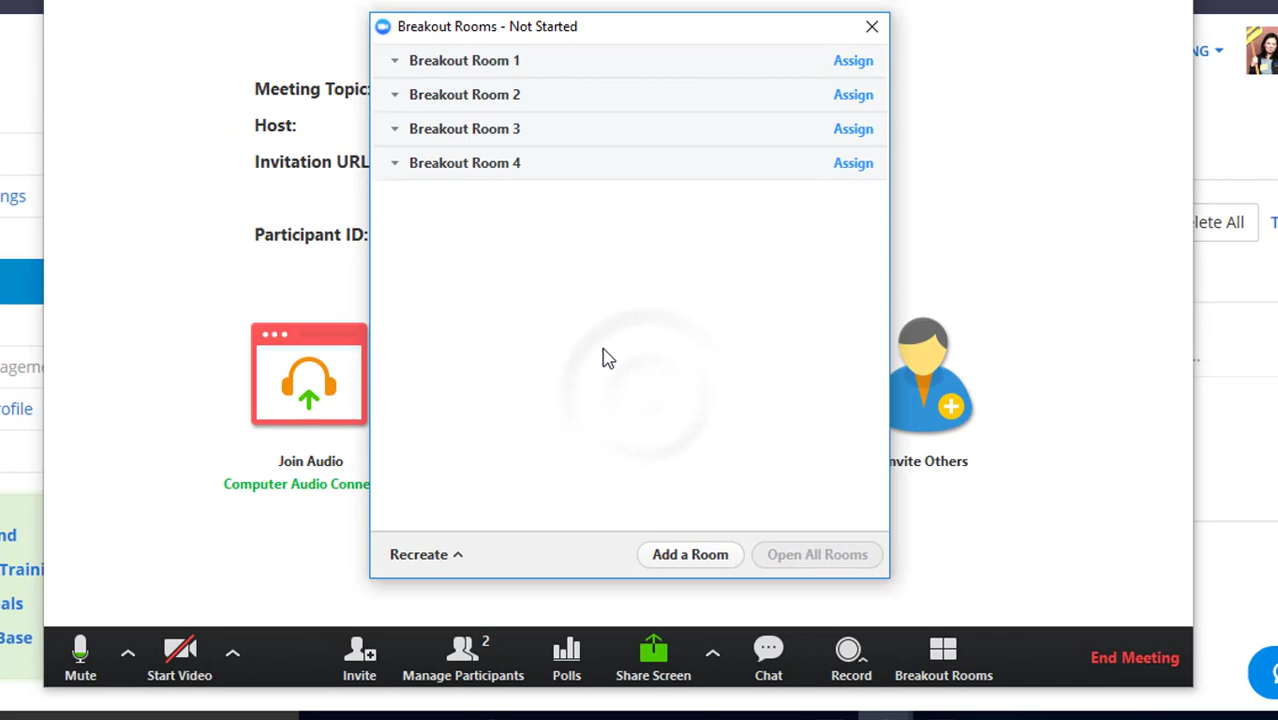 Breakout Rooms - Not Started
Breakout Room 1 Assign
Breakout Room 2 Assign
Breakout Room 3 Assign
Breakout Room 4 Assign
Recreate Add a Room Open All Rooms
Meeting Topic:
Host:
Invitation URL
Participant ID:
Join Audio
Computer Audio Conne
nvite Others
NG
ngs
lete All
T
ageme
ofile
nd
Traini
als
Base
Mute Start Video Invite Manage Participants 2 Polls Share Screen Chat Record Breakout Rooms End Meeting